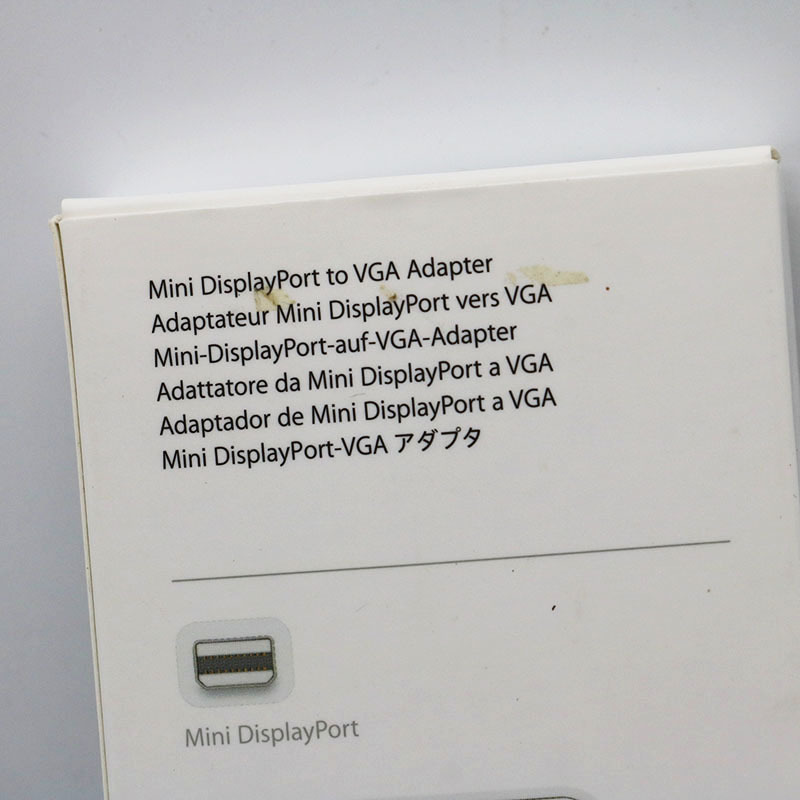 Mini DisplayPort to VGA Adapter
Adaptateur Mini DisplayPort vers VGA
Mini-DisplayPort-auf-VGA-Adapter
Adattatore da Mini DisplayPort a VGA
Adaptador de Mini DisplayPort a VGA
Mini DisplayPort-VGA アダプタ
Mini DisplayPort